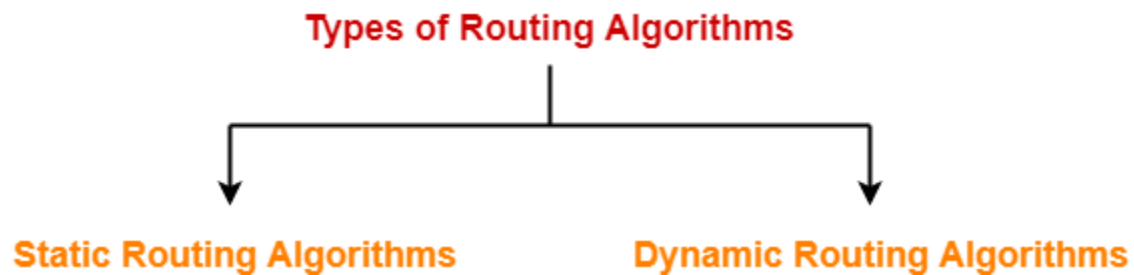 Types of Routing Algorithms
Static Routing Algorithms
Dynamic Routing Algorithms